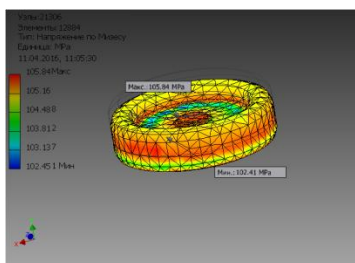 Узлы:21306
Элементы:12884
Тип: Напряжение по Мизесу
Единица: MPa
11.04.2016, 11:05:30
105.84 Макс
105.16
104.488
103.812
103.137
102.451 Мин
Макс.: 105.84 MPa
Мин.: 102.41 MPa